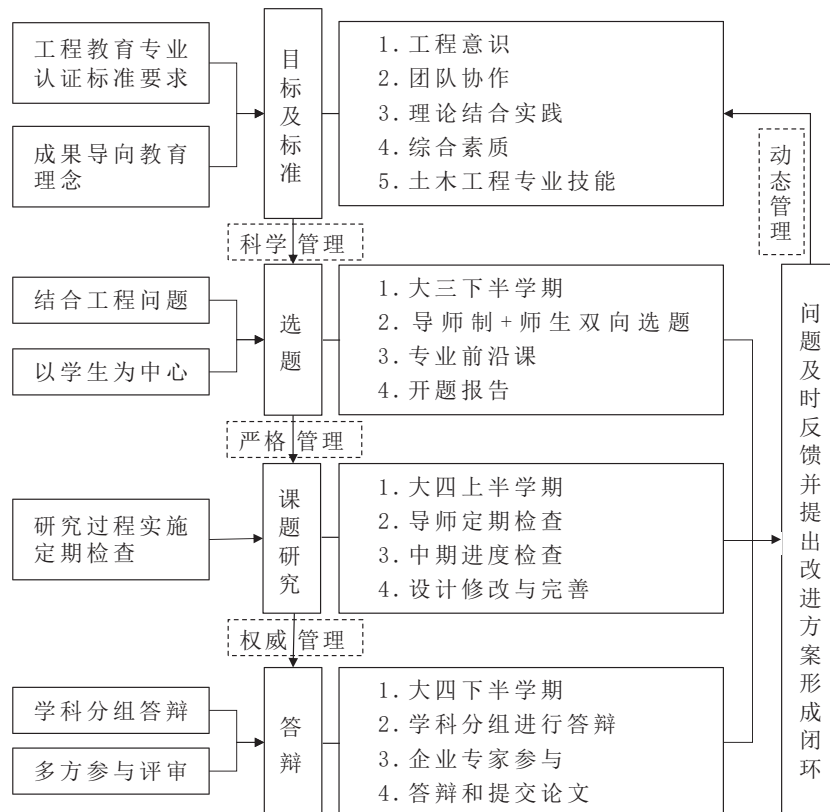 工程教育专业
认证标准要求
成果导向教育
理念
目
标
及
标
准
1.工程意识
2.团队协作
3.理论结合实践
4.综合素质
5.土木工程专业技能
动
态
管
理
科学管理
结合工程问题
以学生为中心
选
题
1.大三下半学期
2.导师制+师生双向选题
3.专业前沿课
4.开题报告
严格管理
研究过程实施
定期检查
课
题
研
究
1.大四上半学期
2.导师定期检查
3.中期进度检查
4.设计修改与完善
权威管理
学科分组答辩
多方参与评审
答
辩
1.大四下半学期
2.学科分组进行答辩
3.企业专家参与
4.答辩和提交论文
问
题
及
时
反
馈
并
提
出
改
进
方
案
形
成
闭
环